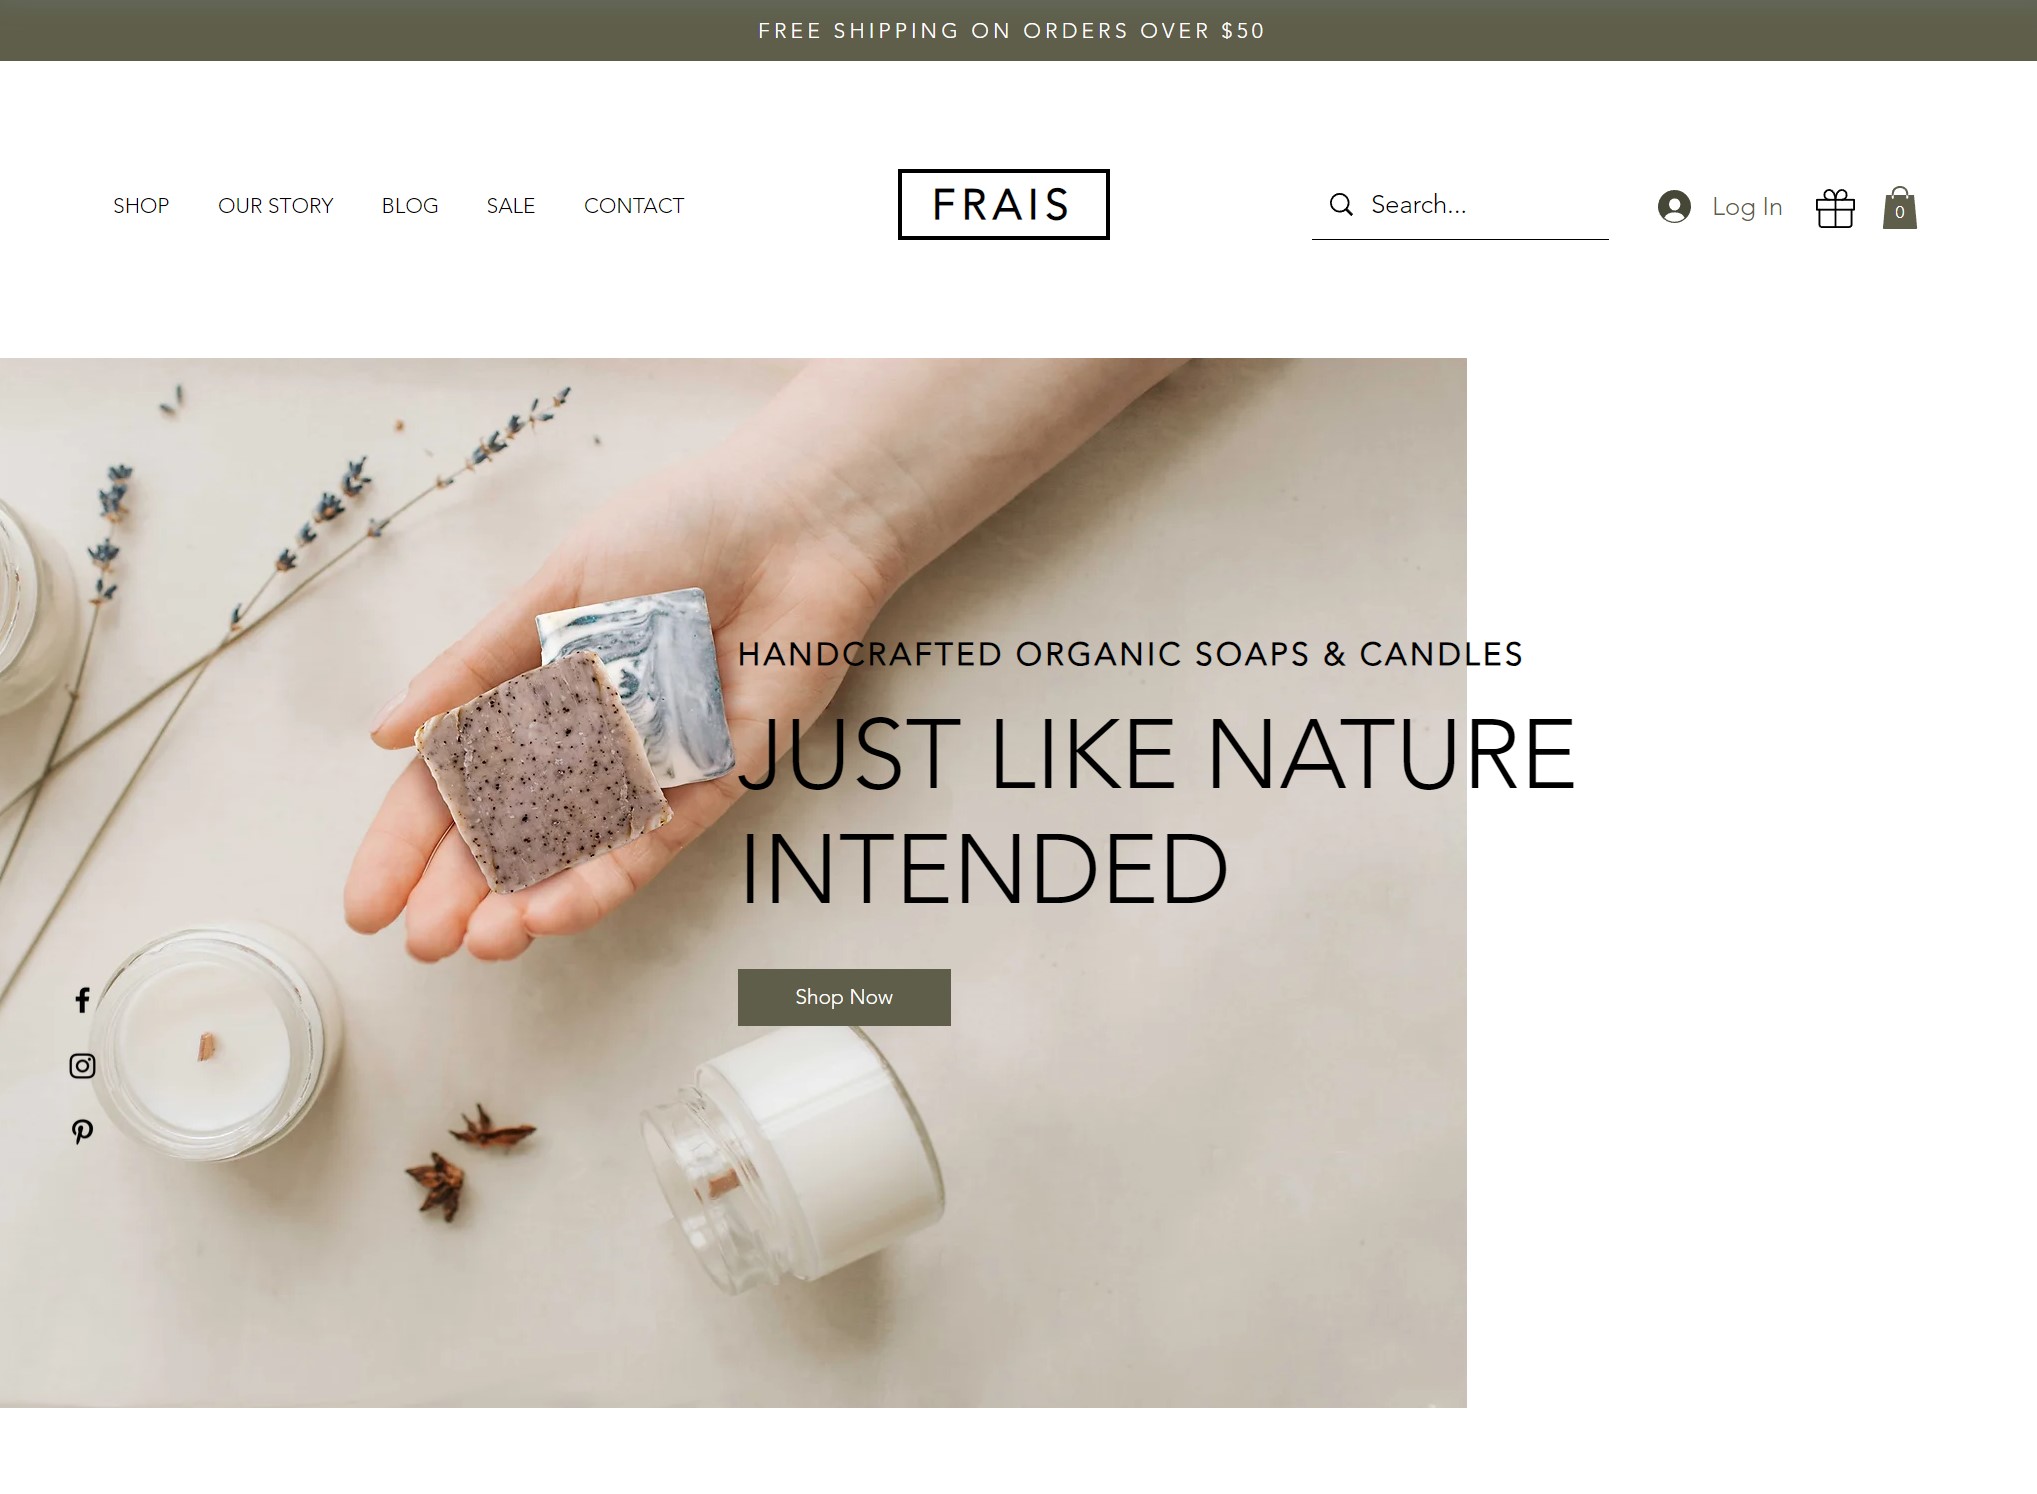 FREE SHIPPING ON ORDERS OVER $50
SHOP OUR STORY BLOG SALE CONTACT
FRAIS
Search...
Log In
0
HANDCRAFTED ORGANIC SOAPS & CANDLES
JUST LIKE NATURE
INTENDED
Shop Now